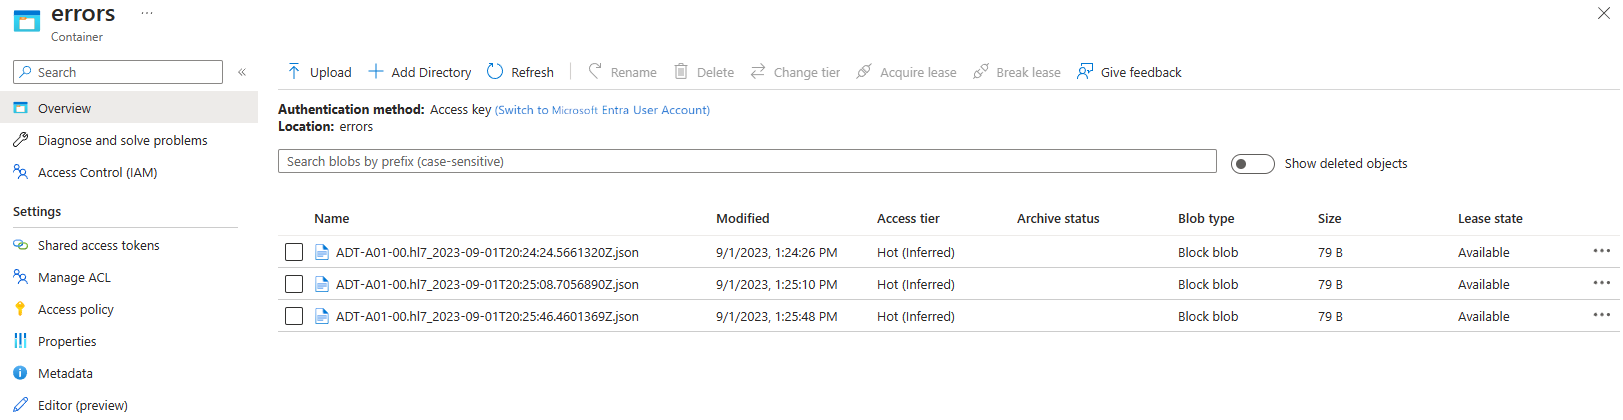 errors ...
Container
Search «
Upload Add Directory Refresh Rename Delete Change tier Acquire lease Break lease Give feedback
Overview
Authentication method: Access key (Switch to Microsoft Entra User Account)
Location: errors
Diagnose and solve problems
Search blobs by prefix (case-sensitive) Show deleted objects
Access Control (IAM)
Settings
Name Modified Access tier Archive status Blob type Size Lease state
Shared access tokens
ADT-A01-00.hl7_2023-09-01T20:24:24.5661320Z.json 9/1/2023, 1:24:26 PM Hot (Inferred) Block blob 79 B Available ...
Manage ACL
ADT-A01-00.hl7_2023-09-01T20:25:08.7056890Z.json 9/1/2023, 1:25:10 PM Hot (Inferred) Block blob 79 B Available ...
Access policy
ADT-A01-00.hl7_2023-09-01T20:25:46.4601369Z.json 9/1/2023, 1:25:48 PM Hot (Inferred) Block blob 79 B Available ...
Properties
Metadata
Editor (preview)